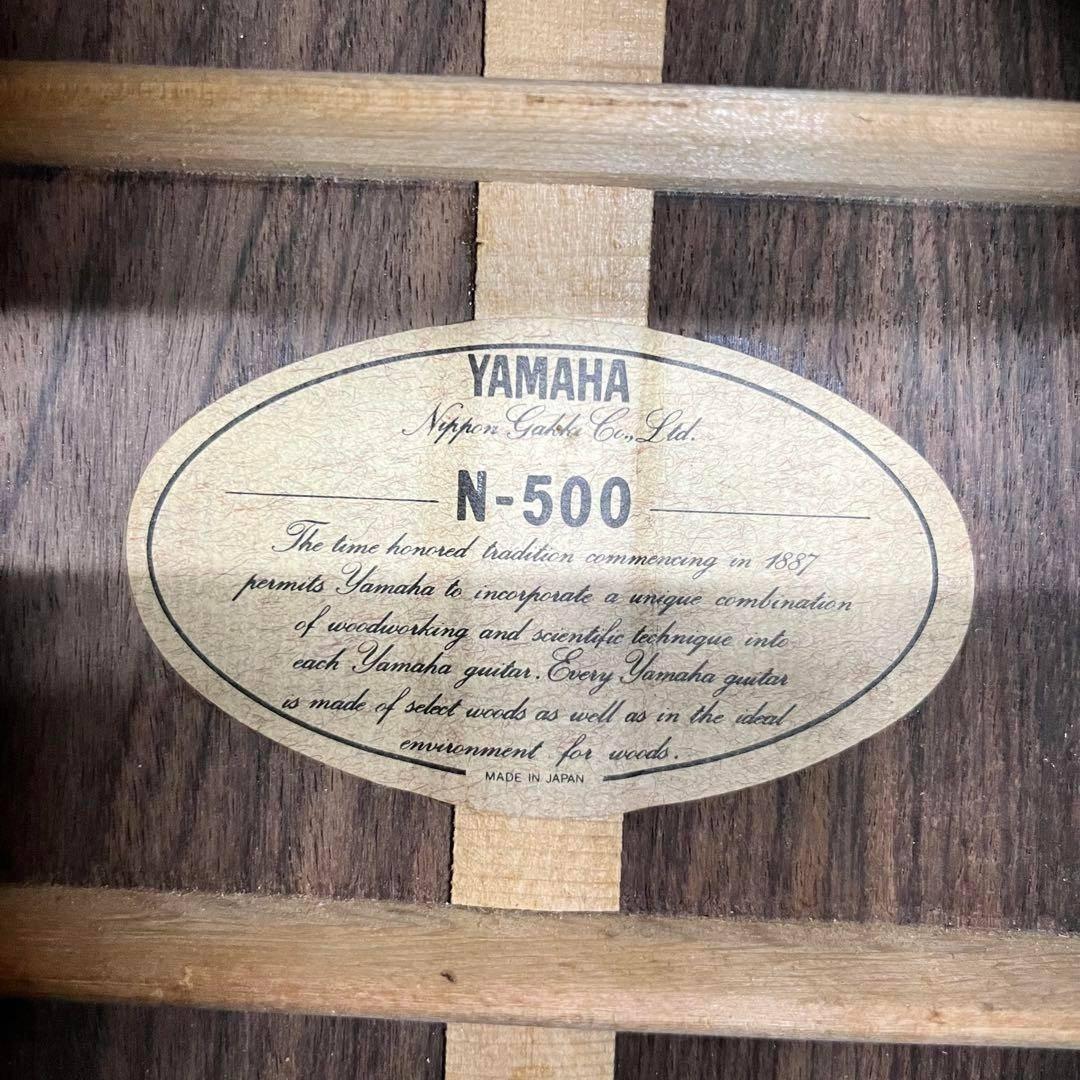 YAMAHA
Nippon Gakki Co., Ltd.
N-500
The time honored tradition commencing in 1887
permits Yamaha to incorporate a unique combination
of woodworking and scientific technique into
each Yamaha guitar. Every Yamaha guitar
is made of select woods as well as in the ideal
environment for woods.
MADE IN JAPAN